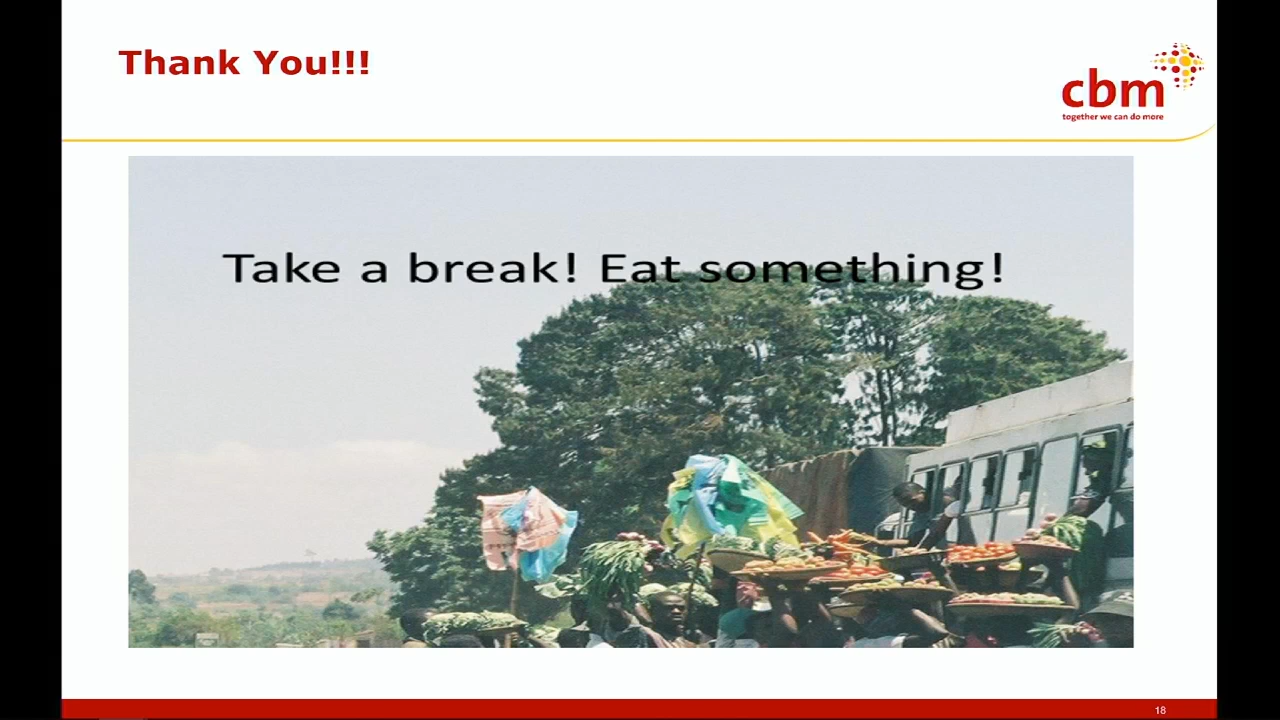 Thank You!!!
cbm
together we can do more
Take a break! Eat something!
18